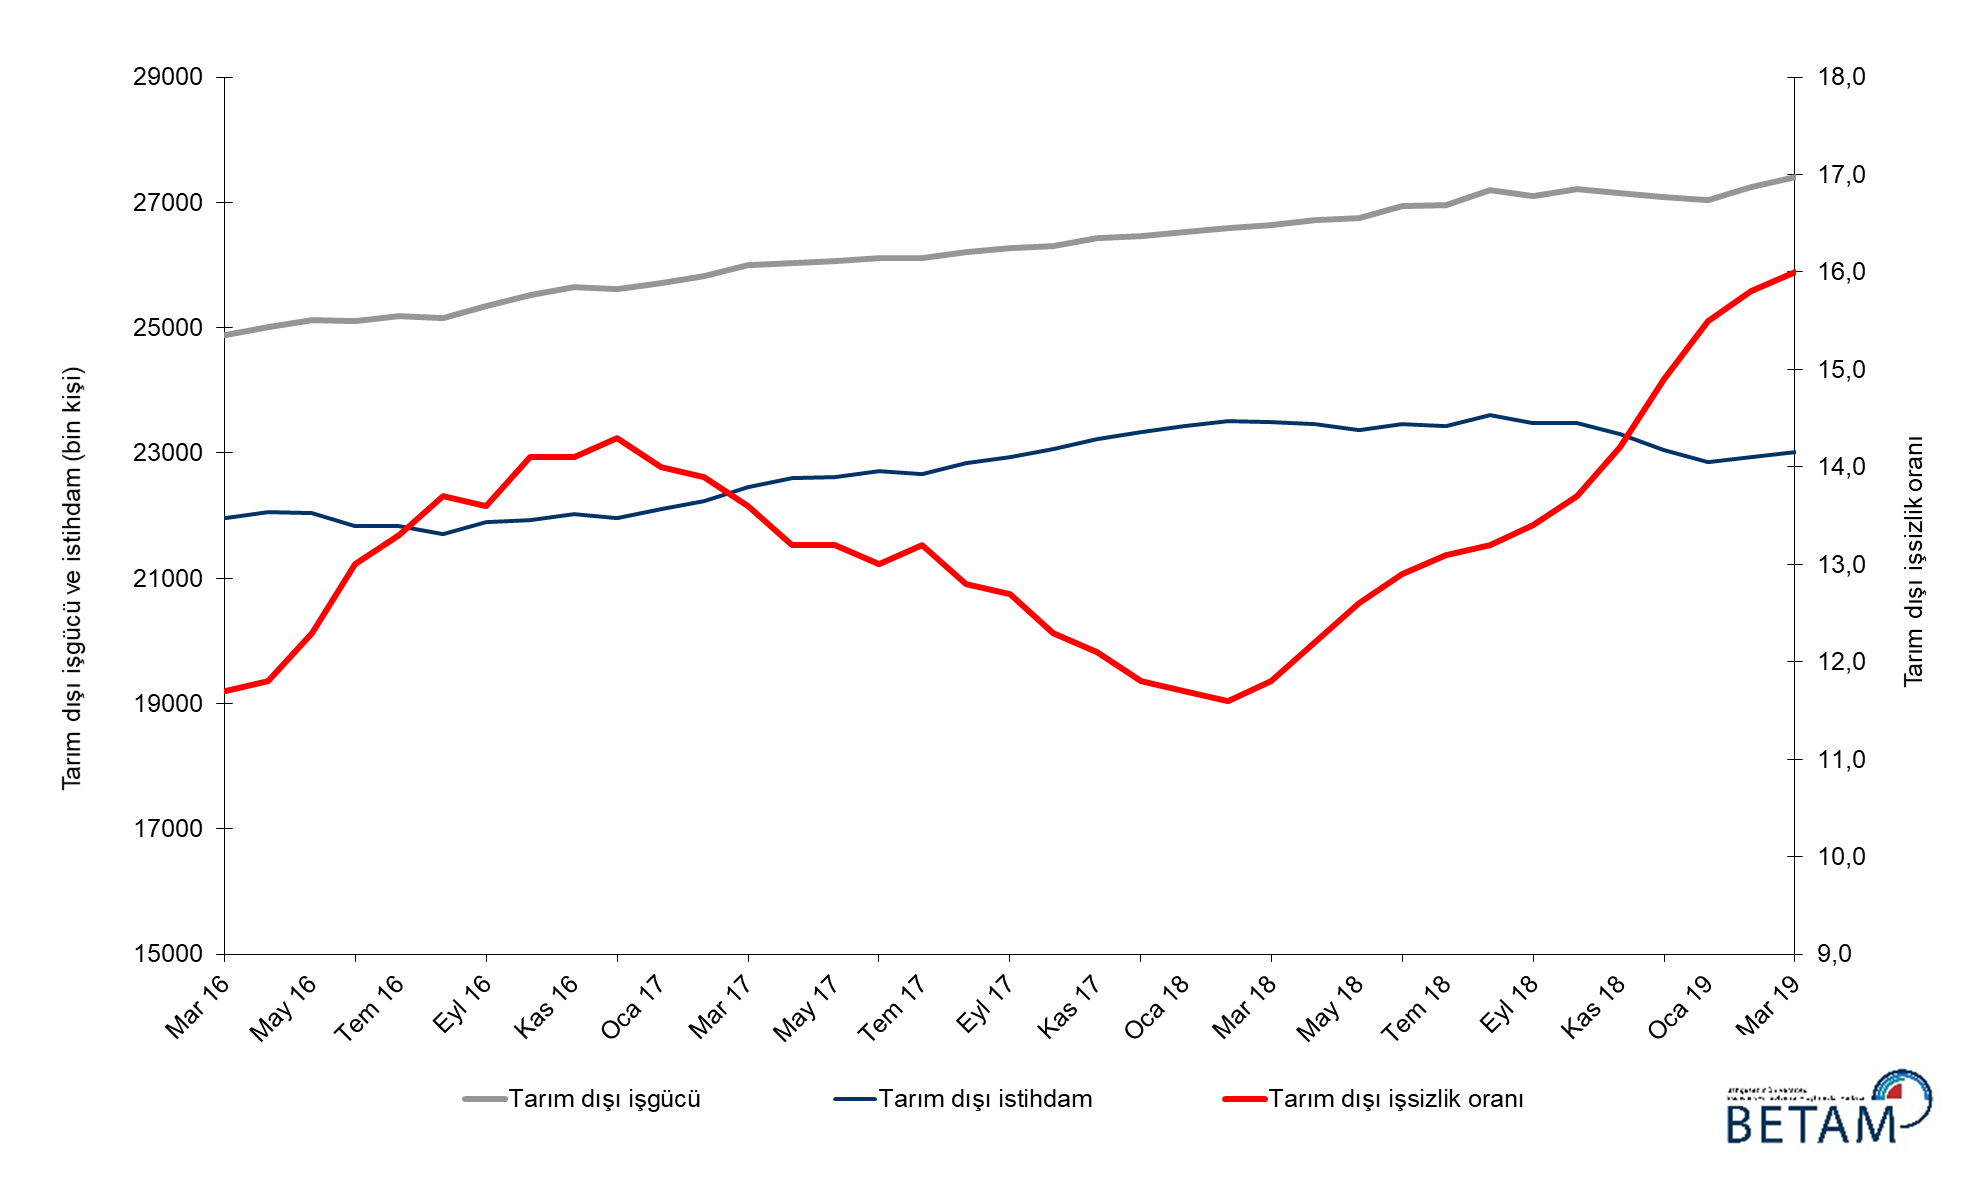 29000
27000
25000
23000
21000
19000
17000
15000
Tarım dışı işgücü ve istihdam (bin kişi)
18,0
17,0
16,0
15,0
14,0
13,0
12,0
11,0
10,0
9,0
Tarım dışı işsizlik oranı
Mar 16
May 16
Tem 16
Eyl 16
Kas 16
Oca 17
Mar 17
May 17
Tem 17
Eyl 17
Kas 17
Oca 18
Mar 18
May 18
Tem 18
Eyl 18
Kas 18
Oca 19
Mar 19
Tarım dışı işgücü
Tarım dışı istihdam
Tarım dışı işsizlik oranı
BETAM